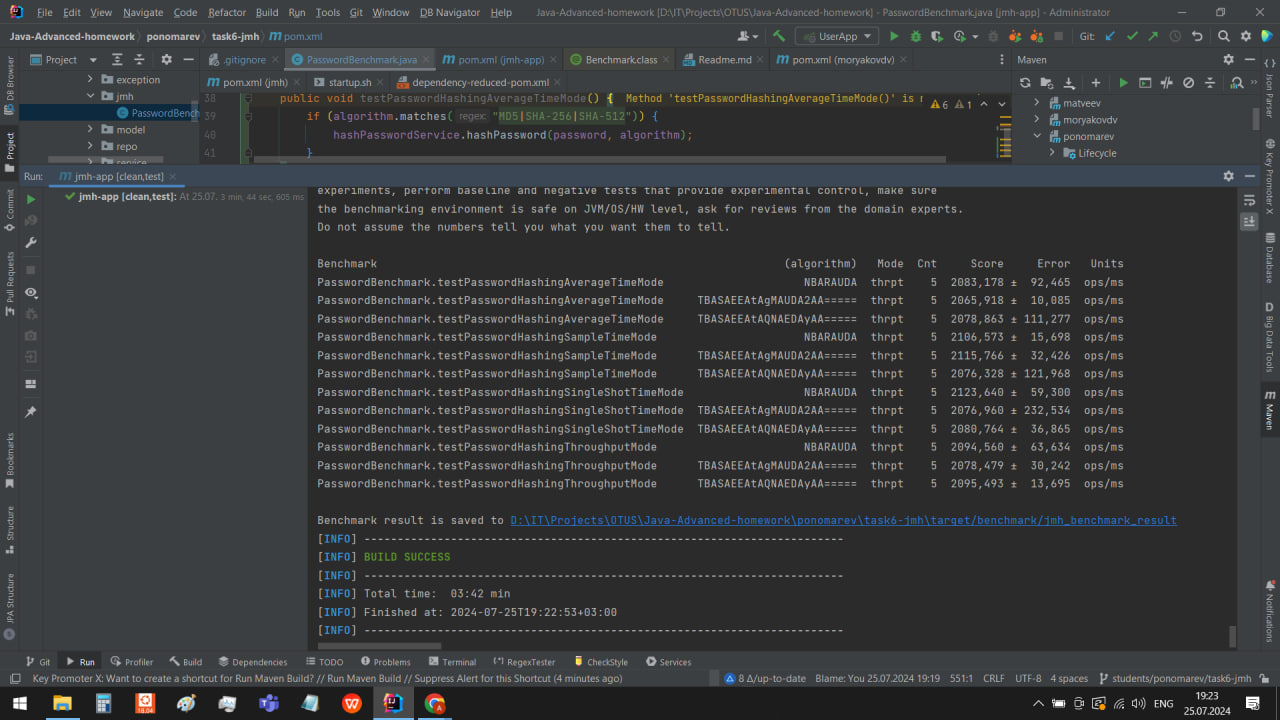 File Edit View Navigate Code Refactor Build Run Tools Git Window DB Navigator Help Java-Advanced-homework [D:\IT\Projects\OTUS\Java-Advanced-homework] - PasswordBenchmark.java [jmh-app] - Administrator
Java-Advanced-homework ponomarev task6-jmh pom.xml UserApp Git:
Project .gitignore PasswordBenchmark.java pom.xml (jmh-app) Benchmark.class Readme.md pom.xml (moryakovdv) Maven
exception pom.xml (jmh) startup.sh dependency-reduced-pom.xml
jmh
PasswordBench
model
repo
service
38 public void testPasswordHashingAverageTimeMode() { Method 'testPasswordHashingAverageTimeMode()' is 6 1
39 if (algorithm.matches( regex: "MD5|SHA-256|SHA-512")) {
40 hashPasswordService.hashPassword(password, algorithm);
41 }
matveev
moryakovdv
ponomarev
Lifecycle
Run: jmh-app [clean,test]
jmh-app [clean,test]: At 25.07. 3 min, 44 sec, 605 ms
experiments, perform baseline and negative tests that provide experimental control, make sure
the benchmarking environment is safe on JVM/OS/HW level, ask for reviews from the domain experts.
Do not assume the numbers tell you what you want them to tell.
Benchmark (algorithm) Mode Cnt Score Error Units
PasswordBenchmark.testPasswordHashingAverageTimeMode NBARAUDA thrpt 5 2083,178 ± 92,465 ops/ms
PasswordBenchmark.testPasswordHashingAverageTimeMode TBASAEEAtAgMAUDA2AA===== thrpt 5 2065,918 ± 10,085 ops/ms
PasswordBenchmark.testPasswordHashingAverageTimeMode TBASAEEAtAQNAEDAyAA===== thrpt 5 2078,863 ± 111,277 ops/ms
PasswordBenchmark.testPasswordHashingSampleTimeMode NBARAUDA thrpt 5 2106,573 ± 15,698 ops/ms
PasswordBenchmark.testPasswordHashingSampleTimeMode TBASAEEAtAgMAUDA2AA===== thrpt 5 2115,766 ± 32,426 ops/ms
PasswordBenchmark.testPasswordHashingSampleTimeMode TBASAEEAtAQNAEDAyAA===== thrpt 5 2076,328 ± 121,968 ops/ms
PasswordBenchmark.testPasswordHashingSingleShotTimeMode NBARAUDA thrpt 5 2123,640 ± 59,300 ops/ms
PasswordBenchmark.testPasswordHashingSingleShotTimeMode TBASAEEAtAgMAUDA2AA===== thrpt 5 2076,960 ± 232,534 ops/ms
PasswordBenchmark.testPasswordHashingSingleShotTimeMode TBASAEEAtAQNAEDAyAA===== thrpt 5 2080,764 ± 36,865 ops/ms
PasswordBenchmark.testPasswordHashingThroughputMode NBARAUDA thrpt 5 2094,560 ± 63,634 ops/ms
PasswordBenchmark.testPasswordHashingThroughputMode TBASAEEAtAgMAUDA2AA===== thrpt 5 2078,479 ± 30,242 ops/ms
PasswordBenchmark.testPasswordHashingThroughputMode TBASAEEAtAQNAEDAyAA===== thrpt 5 2095,493 ± 13,695 ops/ms
Benchmark result is saved to D:\IT\Projects\OTUS\Java-Advanced-homework\ponomarev\task6-jmh\target/benchmark/jmh_benchmark_result
[INFO] ------------------------------------------------------------------------
[INFO] BUILD SUCCESS
[INFO] ------------------------------------------------------------------------
[INFO] Total time:  03:42 min
[INFO] Finished at: 2024-07-25T19:22:53+03:00
[INFO] ------------------------------------------------------------------------
DB Browser
Project
Commit
Pull Requests
Bookmarks
Structure
JPA Structure
Json Parser
Key Promoter X
Database
Big Data Tools
Maven
Notifications
Git Run Profiler Build Dependencies TODO Problems Terminal RegexTester CheckStyle Services
Key Promoter X: Want to create a shortcut for Run Maven Build? // Run Maven Build // Suppress Alert for this Shortcut (4 minutes ago) 8 Δ/up-to-date Blame: You 25.07.2024 19:19 551:1 CRLF UTF-8 4 spaces students/ponomarev/task6-jmh
18.04
ENG
19:23
25.07.2024